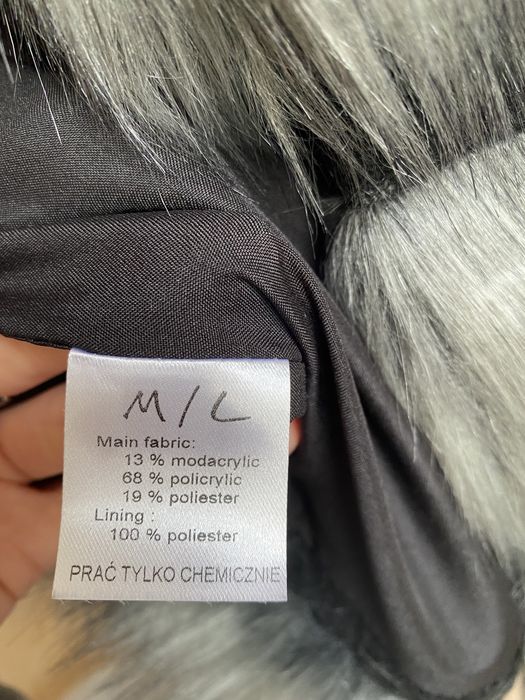 M/L
Main fabric:
13 % modacrylic
68 % policrylic
19 % poliester
Lining :
100 % poliester
PRAĆ TYLKO CHEMICZNIE